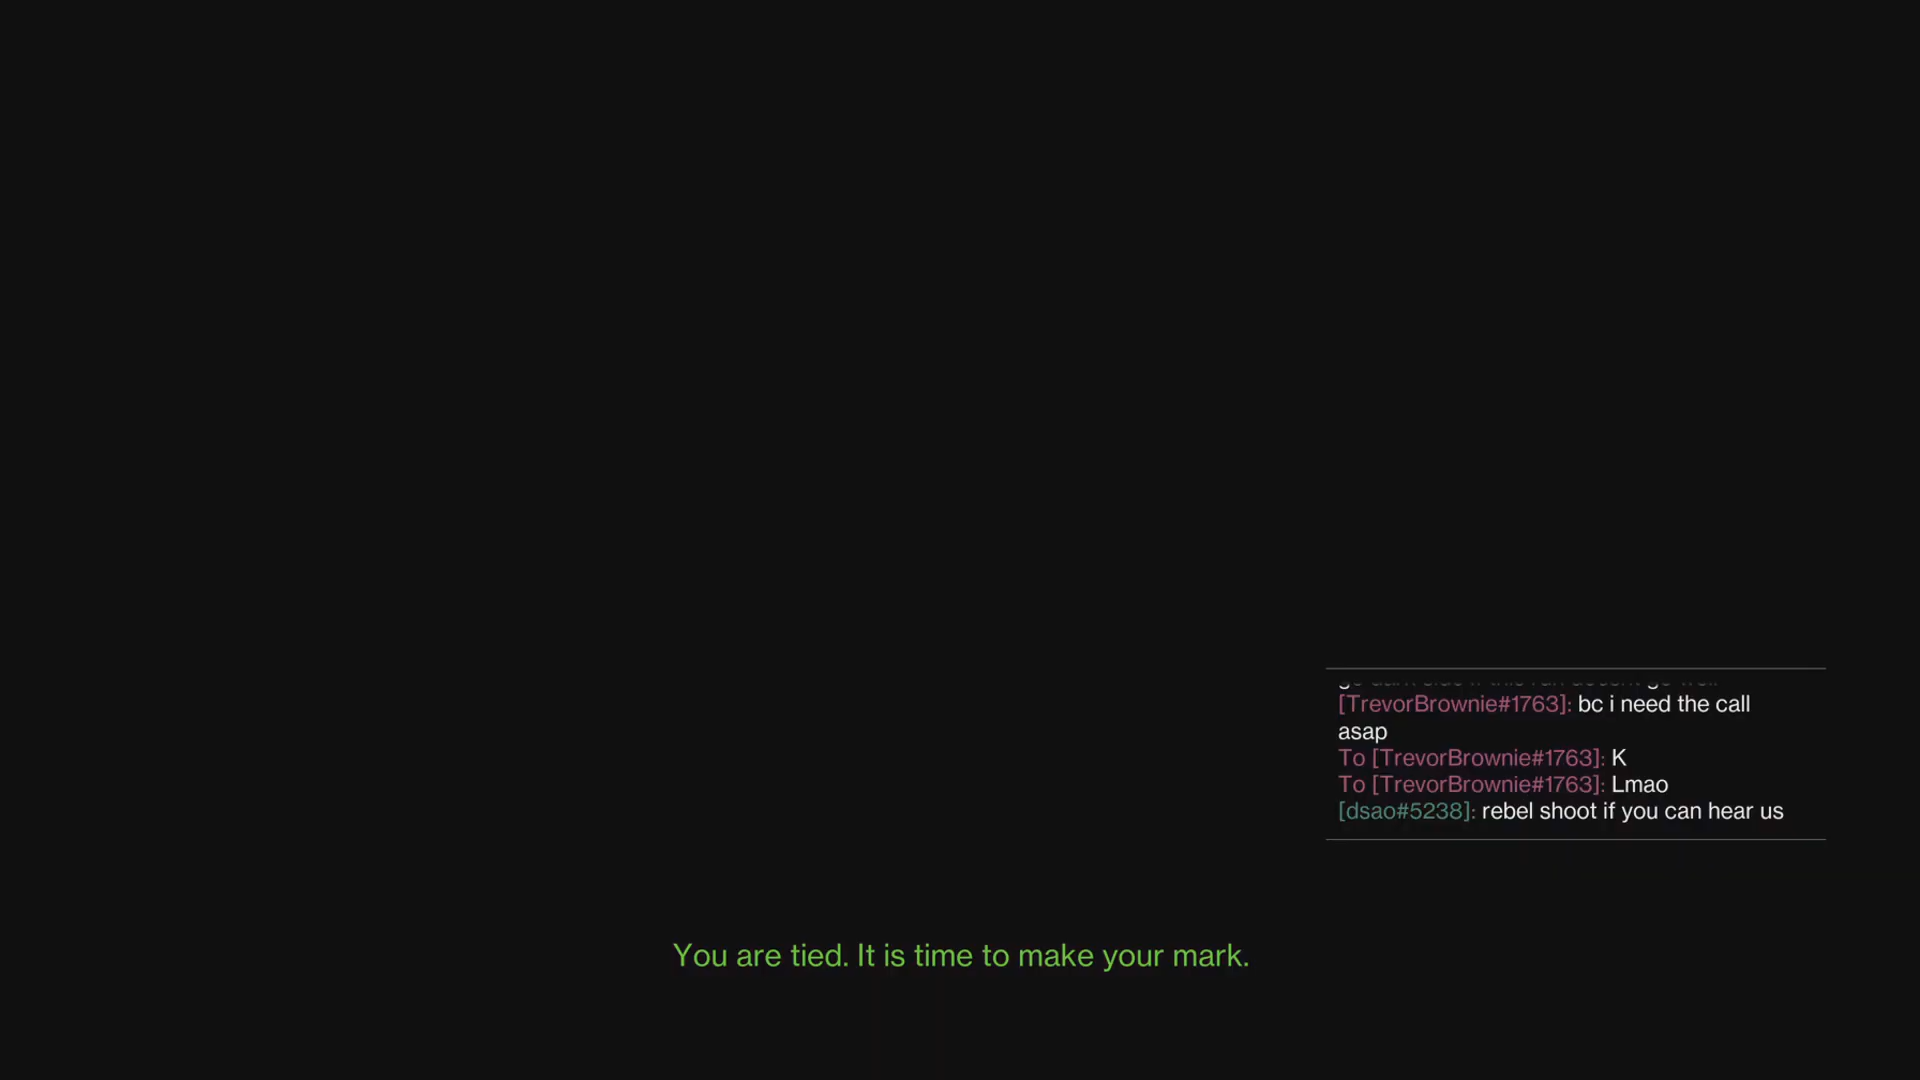 [TrevorBrownie#1763]: bc i need the call
asap
To [TrevorBrownie#1763]: K
To [TrevorBrownie#1763]: Lmao
[dsao#5238]: rebel shoot if you can hear us
You are tied. It is time to make your mark.